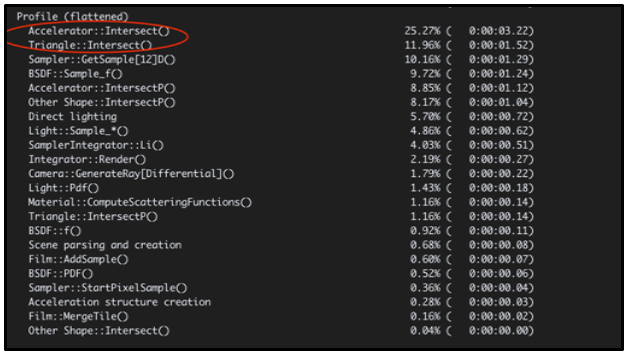 Profile (flattened)
Accelerator::Intersect() 25.27% ( 0:00:03.22)
Triangle::Intersect() 11.96% ( 0:00:01.52)
Sampler::GetSample[12]D() 10.16% ( 0:00:01.29)
BSDF::Sample_f() 9.72% ( 0:00:01.24)
Accelerator::IntersectP() 8.85% ( 0:00:01.12)
Other Shape::IntersectP() 8.17% ( 0:00:01.04)
Direct lighting 5.70% ( 0:00:00.72)
Light::Sample_*() 4.86% ( 0:00:00.62)
SamplerIntegrator::Li() 4.03% ( 0:00:00.51)
Integrator::Render() 2.19% ( 0:00:00.27)
Camera::GenerateRay[Differential]() 1.79% ( 0:00:00.22)
Light::Pdf() 1.43% ( 0:00:00.18)
Material::ComputeScatteringFunctions() 1.16% ( 0:00:00.14)
Triangle::IntersectP() 1.16% ( 0:00:00.14)
BSDF::f() 0.92% ( 0:00:00.11)
Scene parsing and creation 0.68% ( 0:00:00.08)
Film::AddSample() 0.60% ( 0:00:00.07)
BSDF::PDF() 0.52% ( 0:00:00.06)
Sampler::StartPixelSample() 0.36% ( 0:00:00.04)
Acceleration structure creation 0.28% ( 0:00:00.03)
Film::MergeTile() 0.16% ( 0:00:00.02)
Other Shape::Intersect() 0.04% ( 0:00:00.00)